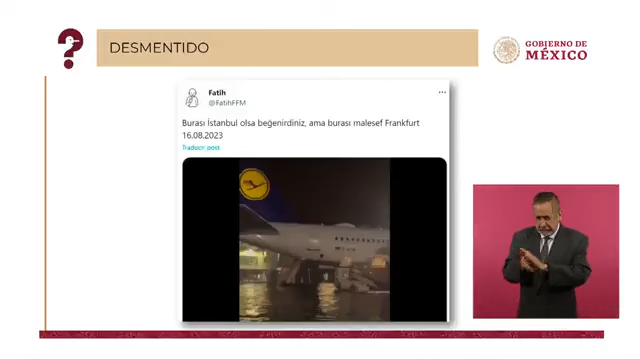 DESMENTIDO
GOBIERNO DE
MÉXICO
Fatih
@FatihFFM
Burası İstanbul olsa beğenirdiniz, ama burası malesef Frankfurt
16.08.2023
Traducir post